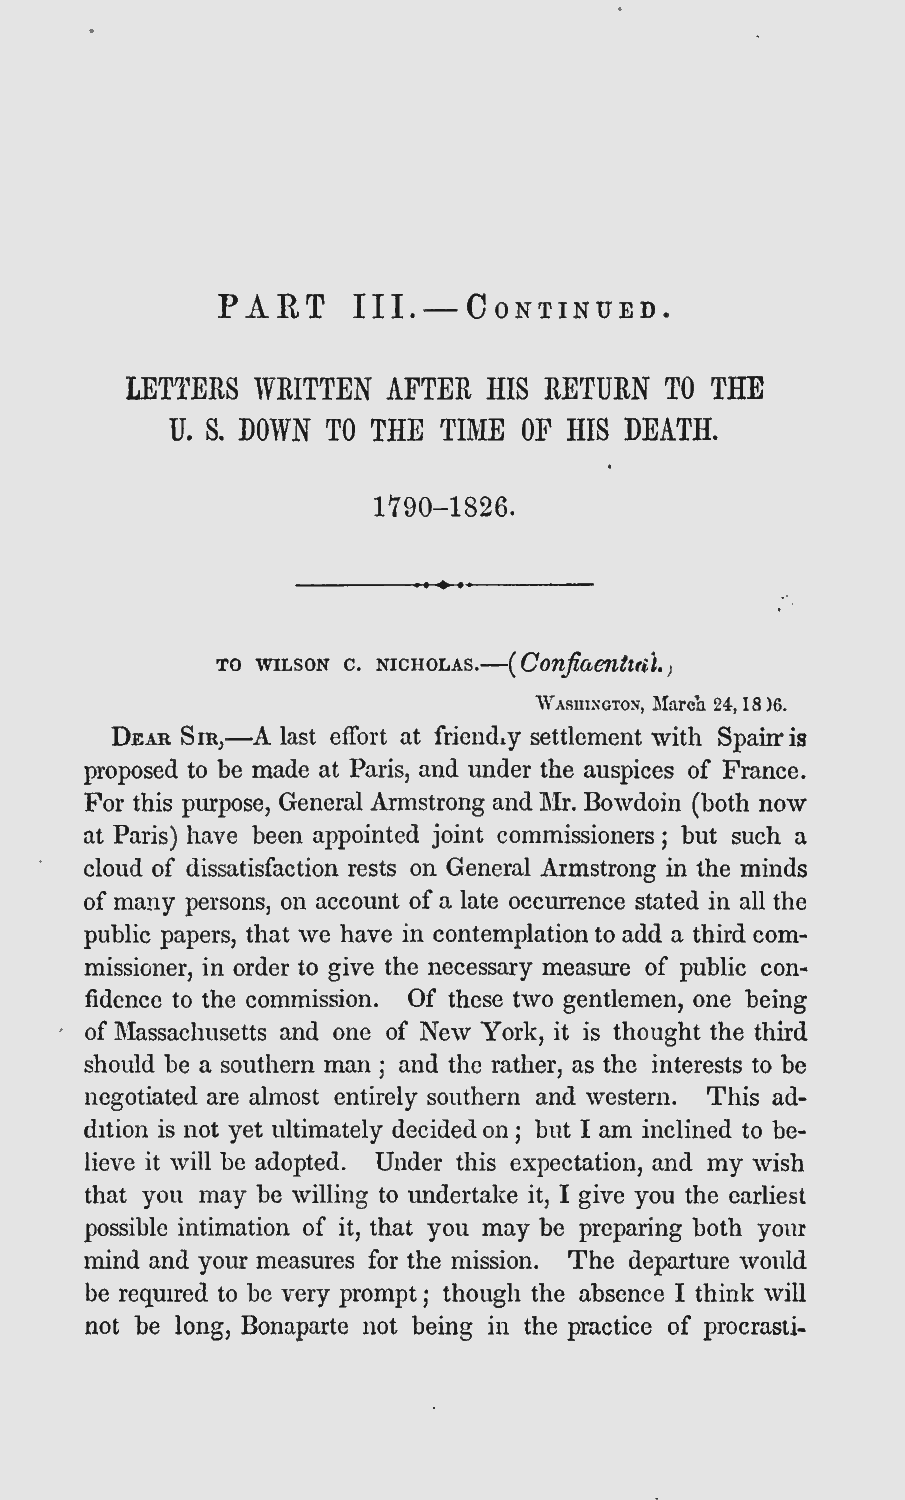 PART III.—CONTINUED.
LETTERS WRITTEN AFTER HIS RETURN TO THE
U. S. DOWN TO THE TIME OF HIS DEATH.
1790–1826.
TO WILSON C. NICHOLAS.—(Confidential.)
WASHINGTON, March 24, 1806.
DEAR SIR,—A last effort at friendly settlement with Spain is
proposed to be made at Paris, and under the auspices of France.
For this purpose, General Armstrong and Mr. Bowdoin (both now
at Paris) have been appointed joint commissioners; but such a
cloud of dissatisfaction rests on General Armstrong in the minds
of many persons, on account of a late occurrence stated in all the
public papers, that we have in contemplation to add a third com-
missioner, in order to give the necessary measure of public con-
fidence to the commission. Of these two gentlemen, one being
of Massachusetts and one of New York, it is thought the third
should be a southern man; and the rather, as the interests to be
negotiated are almost entirely southern and western. This ad-
dition is not yet ultimately decided on; but I am inclined to be-
lieve it will be adopted. Under this expectation, and my wish
that you may be willing to undertake it, I give you the earliest
possible intimation of it, that you may be preparing both your
mind and your measures for the mission. The departure would
be required to be very prompt; though the absence I think will
not be long, Bonaparte not being in the practice of procrasti-